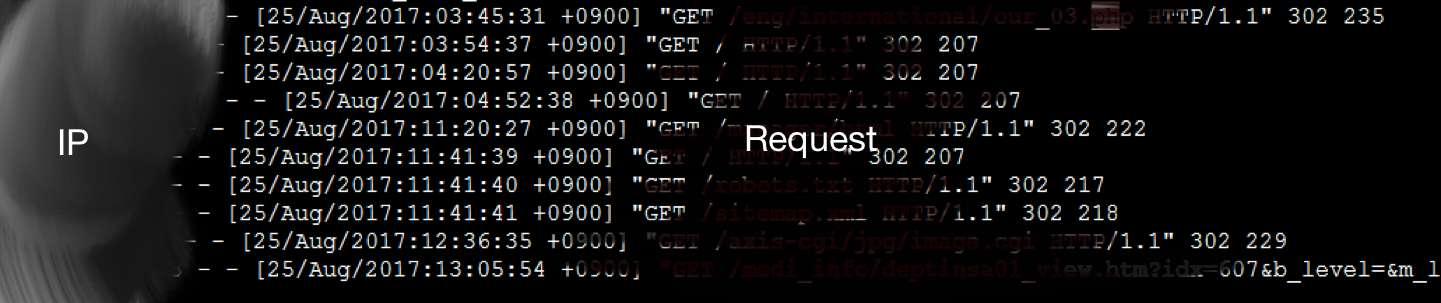 - [25/Aug/2017:03:45:31 +0900] "GET /eng/international/our_03.php HTTP/1.1" 302 235
- [25/Aug/2017:03:54:37 +0900] "GET / HTTP/1.1" 302 207
- [25/Aug/2017:04:20:57 +0900] "GET / HTTP/1.1" 302 207
- - [25/Aug/2017:04:52:38 +0900] "GET / HTTP/1.1" 302 207
- [25/Aug/2017:11:20:27 +0900] "GET HTTP/1.1" 302 222
IP
Request
- - [25/Aug/2017:11:41:39 +0900] "GET / HTTP/1.1" 302 207
- - [25/Aug/2017:11:41:40 +0900] "GET /robots.txt HTTP/1.1" 302 217
- [25/Aug/2017:11:41:41 +0900] "GET /sitemap.xml HTTP/1.1" 302 218
- - [25/Aug/2017:12:36:35 +0900] "GET /axis-cgi/jpg/image.cgi HTTP/1.1" 302 229
- - [25/Aug/2017:13:05:54 +0900] "GET /medi_info/deptinsa01_view.htm?idx=607&b_level=&m_l